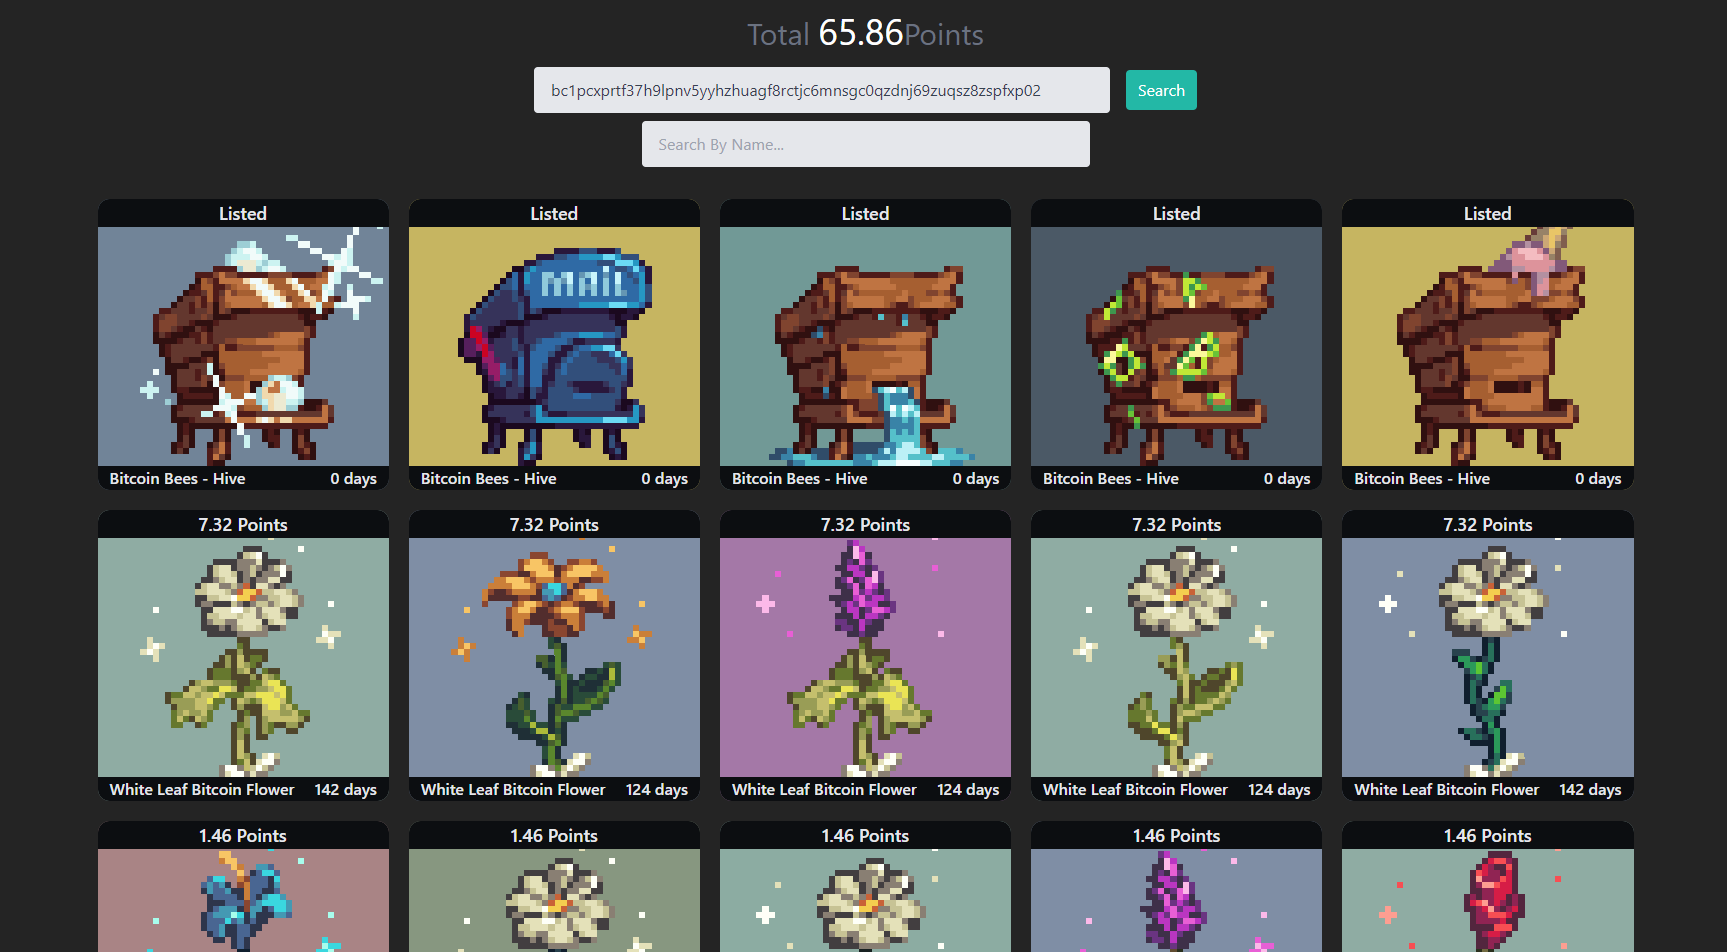 Total 65.86Points
bc1pcxprtf37h9lpnv5yyhzhuagf8rctjc6mnsgc0qzdnj69zuqsz8zspfxp02
Search
Search By Name...
Listed
Listed
Listed
Listed
Listed
MAIL
Bitcoin Bees - Hive 0 days
Bitcoin Bees - Hive 0 days
Bitcoin Bees - Hive 0 days
Bitcoin Bees - Hive 0 days
Bitcoin Bees - Hive 0 days
7.32 Points
7.32 Points
7.32 Points
7.32 Points
7.32 Points
White Leaf Bitcoin Flower 142 days
White Leaf Bitcoin Flower 124 days
White Leaf Bitcoin Flower 124 days
White Leaf Bitcoin Flower 124 days
White Leaf Bitcoin Flower 142 days
1.46 Points
1.46 Points
1.46 Points
1.46 Points
1.46 Points